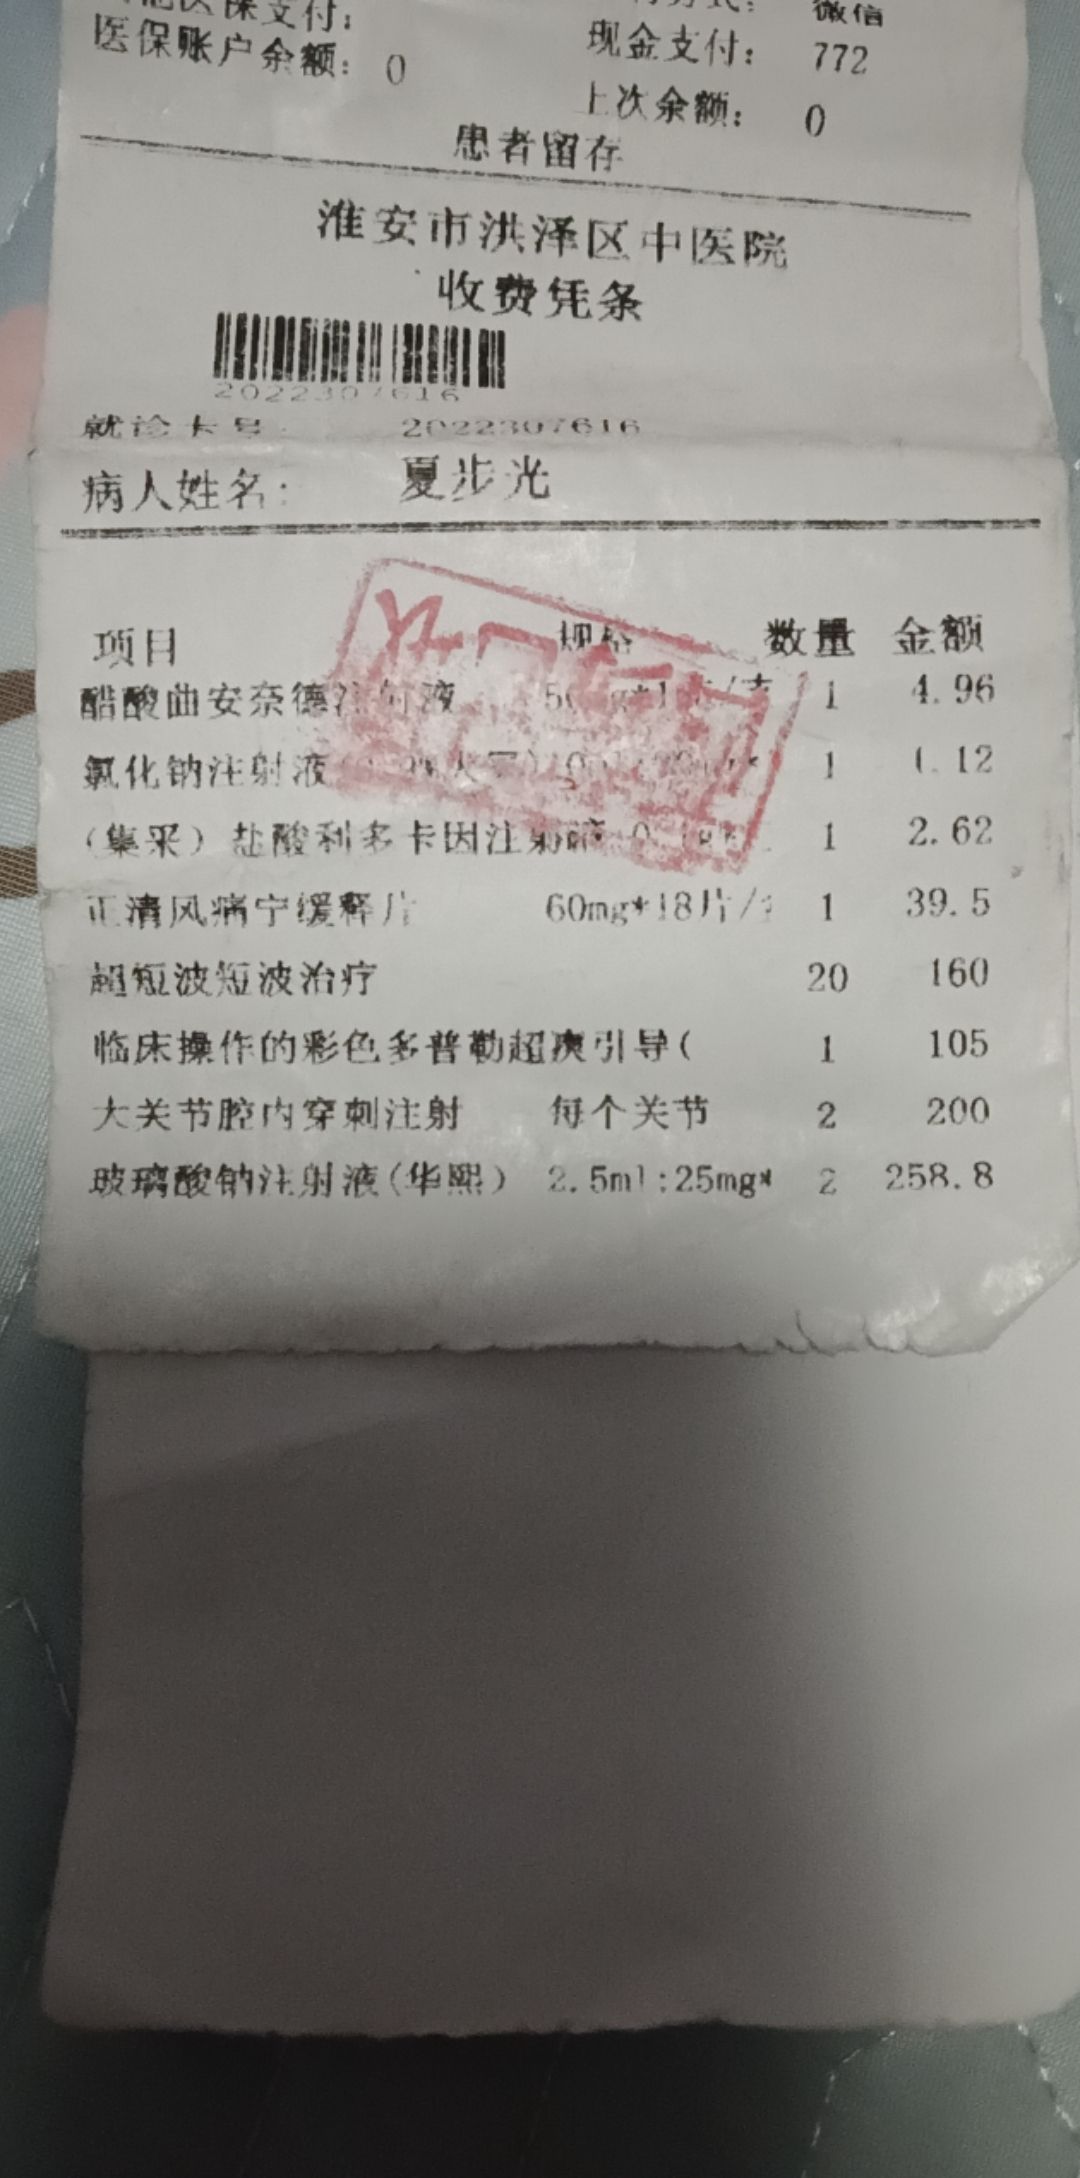 医保支付:
微信
医保账户余额: 0
现金支付: 772
上次余额: 0
患者留存
淮安市洪泽区中医院
收费凭条
2022307616
就诊卡号 2022307616
病人姓名: 夏步光
项目 规格 数量 金额
醋酸曲安奈德注射液 1 4.96
氯化钠注射液 1 1.12
(集采) 盐酸利多卡因注射液 1 2.62
正清风痛宁缓释片 60mg*18片/ 1 39.5
超短波短波治疗 20 160
临床操作的彩色多普勒超声引导( 1 105
大关节腔内穿刺注射 每个关节 2 200
玻璃酸钠注射液(华熙) 2.5ml:25mg* 2 258.8